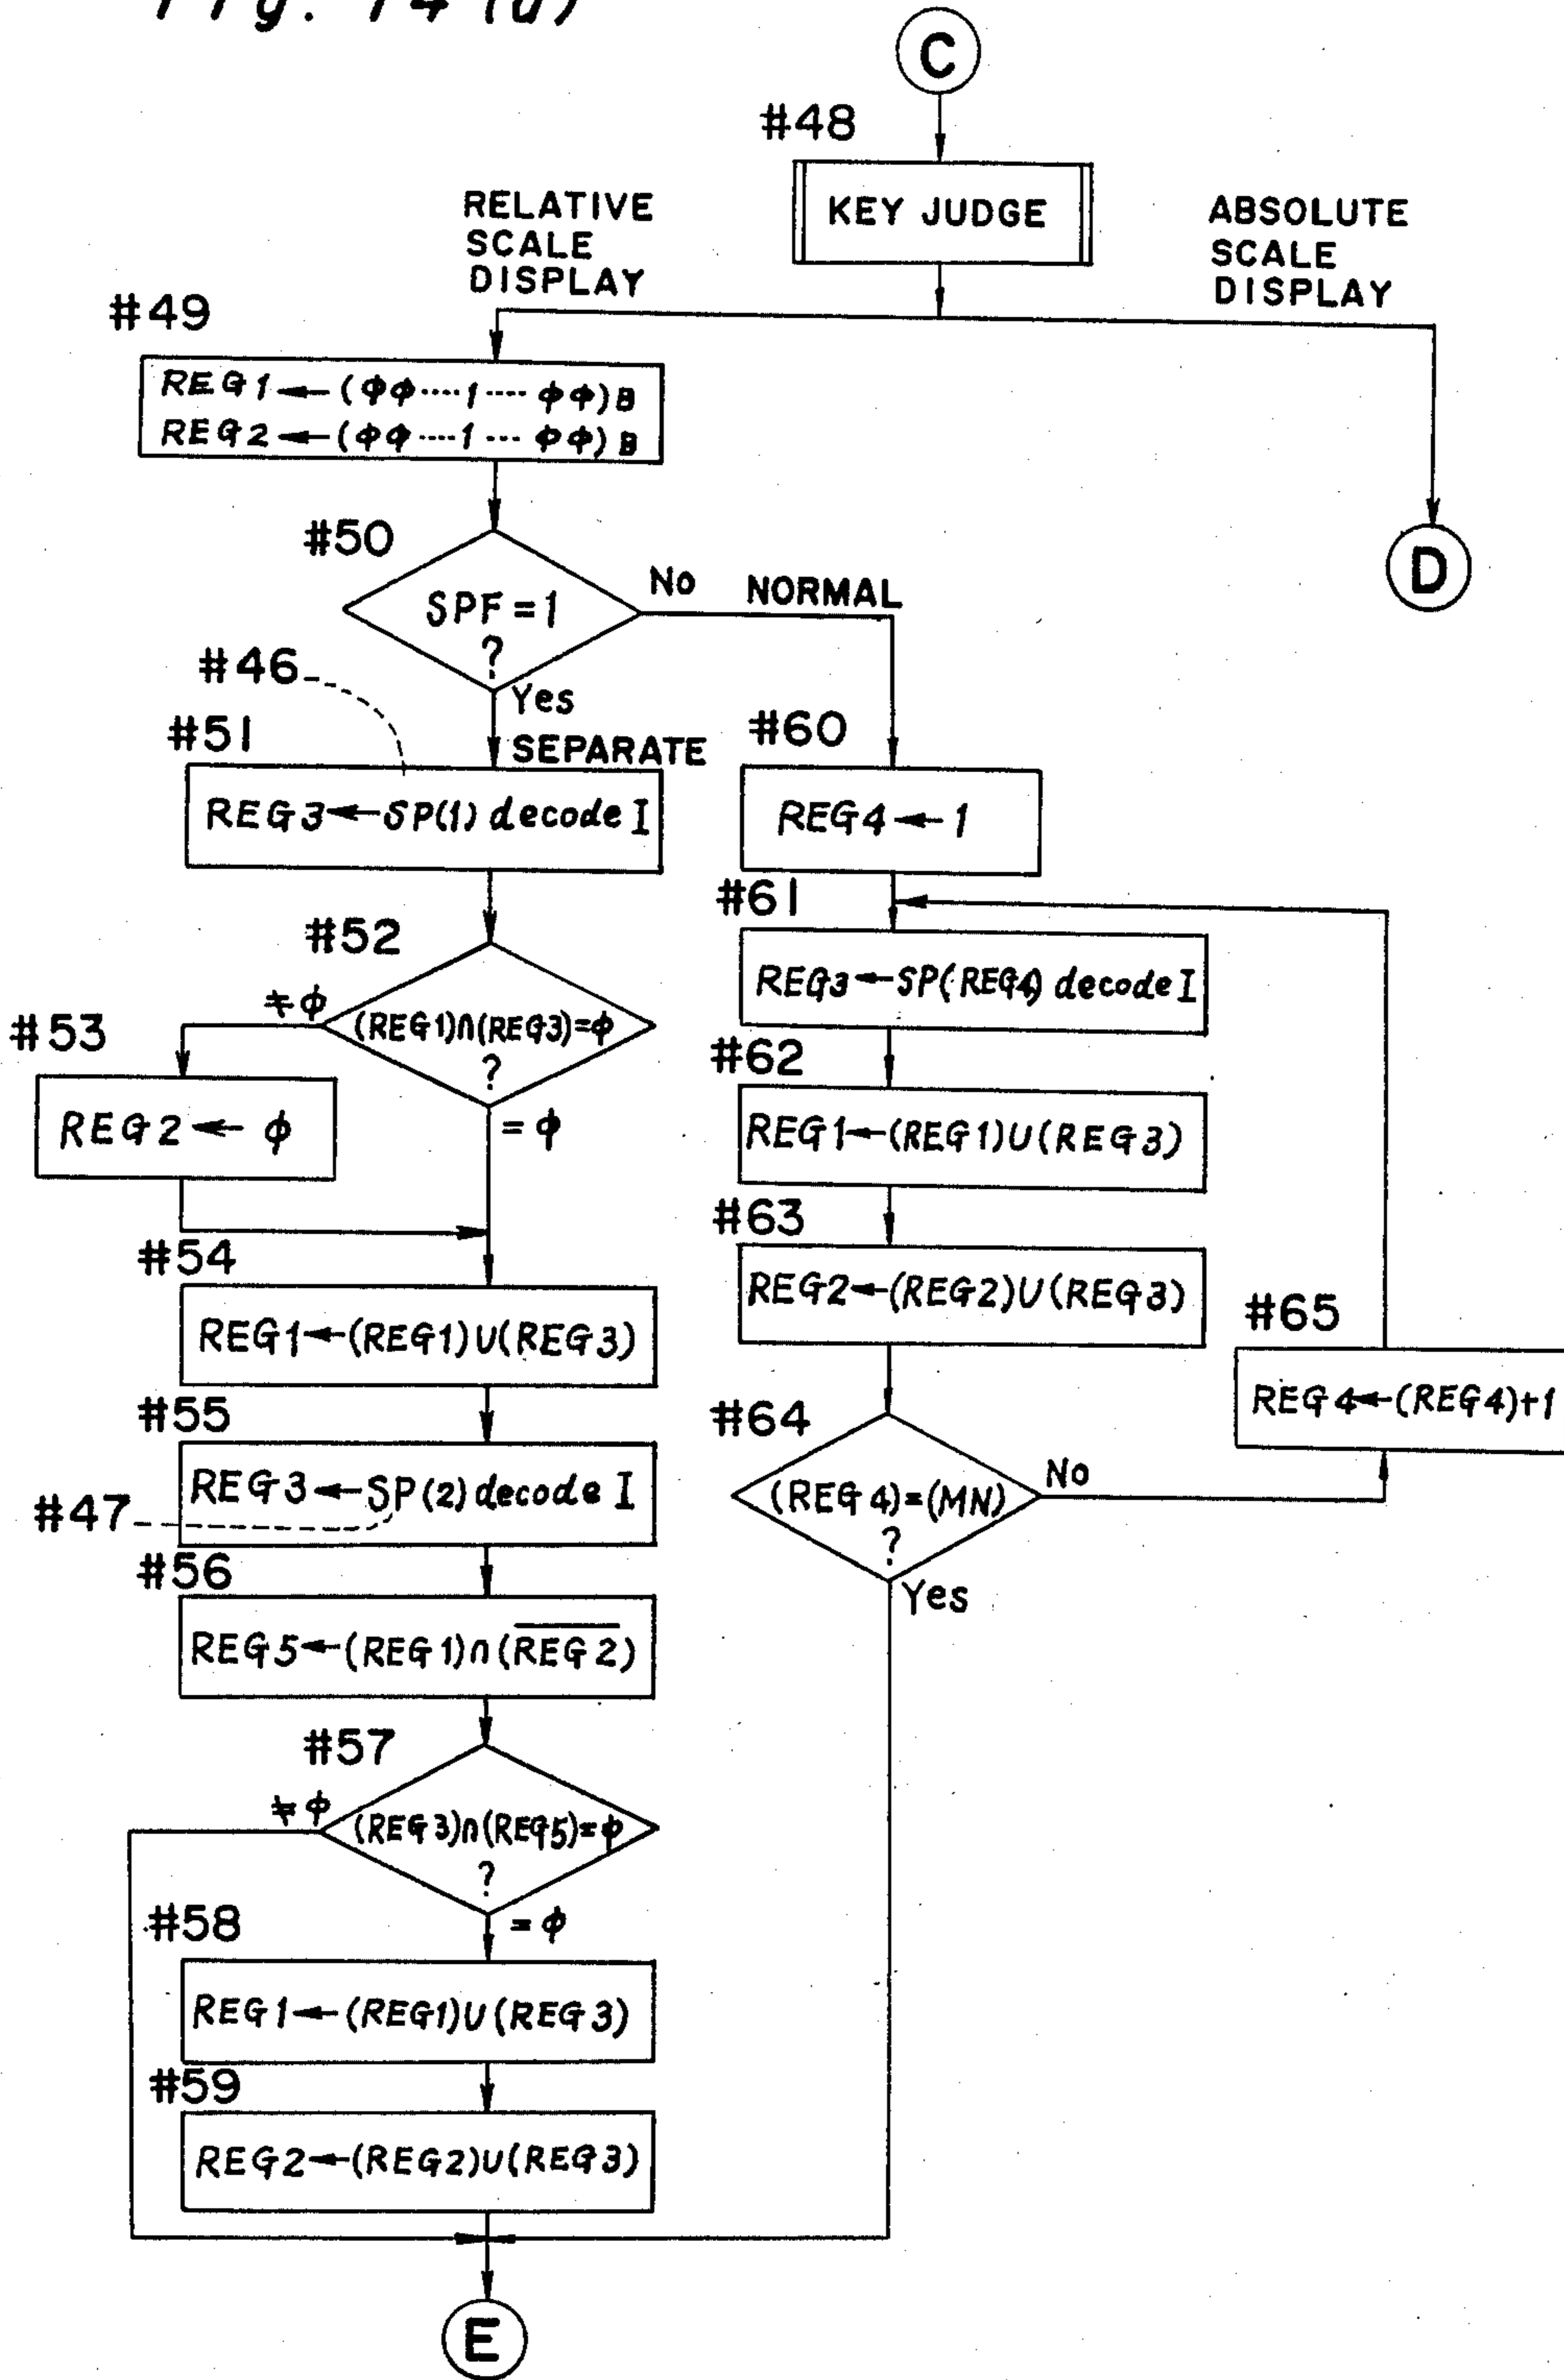 Fig. 14
C
#48
KEY JUDGE
RELATIVE
SCALE
DISPLAY
ABSOLUTE
SCALE
DISPLAY
#49
REG1←(φφ····1····φφ)B
REG2←(φφ····1···φφ)B
D
#50
SPF=1
?
No NORMAL
Yes
SEPARATE
#46
#51
REG3←SP(1) decode I
#52
(REG1)∩(REG3)=φ
?
≠φ
=φ
#53
REG2←φ
#54
REG1←(REG1)∪(REG3)
#55
REG3←SP(2) decode I
#47
#56
REG5←(REG1)∩(R̅E̅G̅ ̅2̅)
#57
(REG3)∩(REG5)=φ
?
≠φ
=φ
#58
REG1←(REG1)∪(REG3)
#59
REG2←(REG2)∪(REG3)
#60
REG4←1
#61
REG3←SP(REG4) decode I
#62
REG1←(REG1)∪(REG3)
#63
REG2←(REG2)∪(REG3)
#64
(REG4)=(MN)
?
No
Yes
#65
REG4←(REG4)+1
E